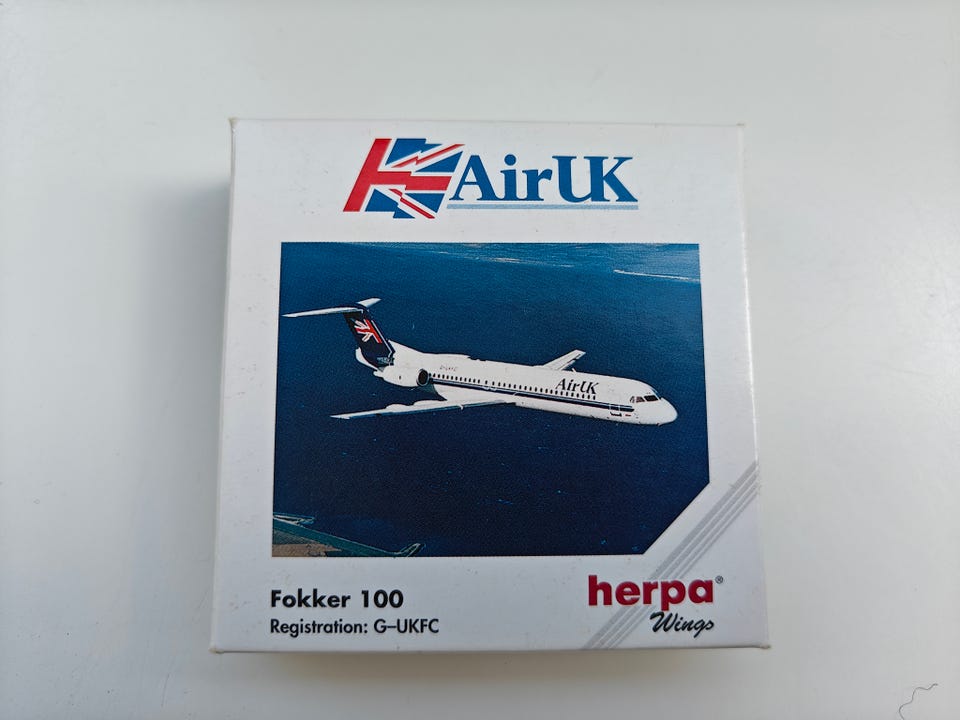 AirUK
AirUK
Fokker 100
Registration: G–UKFC
herpa®
Wings